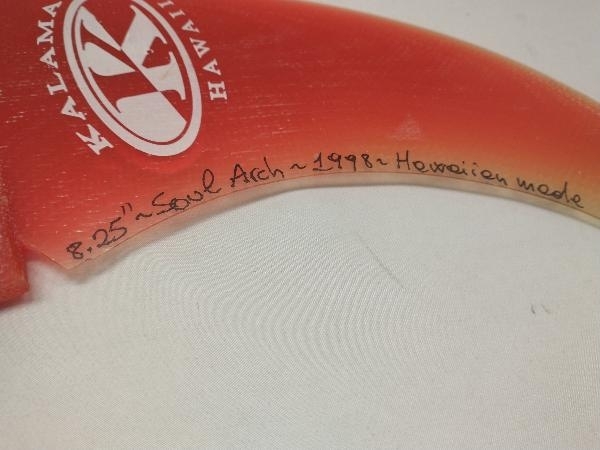 KALAMA
K
HAWAII
8.25" ~ Soul Arch ~ 1998 ~ Hawaiian made